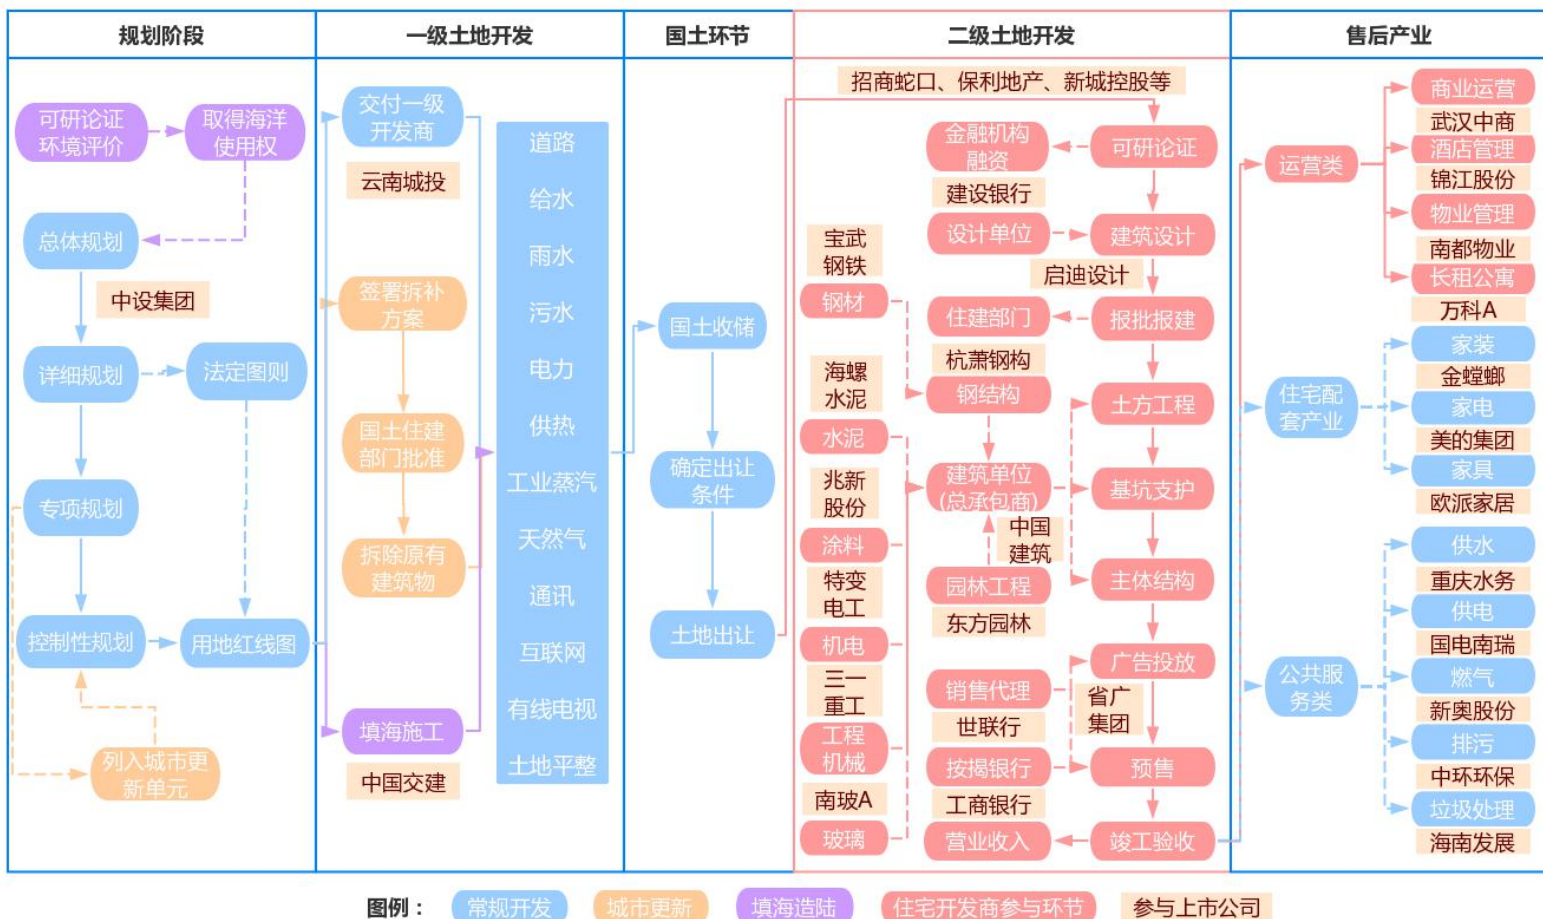 规划阶段
一级土地开发
国土环节
二级土地开发
售后产业
可研论证
环境评价
取得海洋
使用权
总体规划
中设集团
详细规划
法定图则
专项规划
控制性规划
用地红线图
列入城市更
新单元
交付一级
开发商
云南城投
签署拆补
方案
国土住建
部门批准
拆除原有
建筑物
填海施工
中国交建
道路
给水
雨水
污水
电力
供热
工业蒸汽
天然气
通讯
互联网
有线电视
土地平整
国土收储
确定出让
条件
土地出让
招商蛇口、保利地产、新城控股等
宝武
钢铁
钢材
海螺
水泥
水泥
兆新
股份
涂料
特变
电工
机电
三一
重工
工程
机械
南玻A
玻璃
金融机构
融资
建设银行
设计单位
启迪设计
住建部门
杭萧钢构
钢结构
建筑单位
(总承包商)
中国
建筑
园林工程
东方园林
销售代理
世联行
省广
集团
按揭银行
工商银行
营业收入
可研论证
建筑设计
报批报建
土方工程
基坑支护
主体结构
广告投放
预售
竣工验收
运营类
商业运营
武汉中商
酒店管理
锦江股份
物业管理
南都物业
长租公寓
万科A
住宅配
套产业
家装
金螳螂
家电
美的集团
家具
欧派家居
公共服
务类
供水
重庆水务
供电
国电南瑞
燃气
新奥股份
排污
中环环保
垃圾处理
海南发展
图例：
常规开发
城市更新
填海造陆
住宅开发商参与环节
参与上市公司